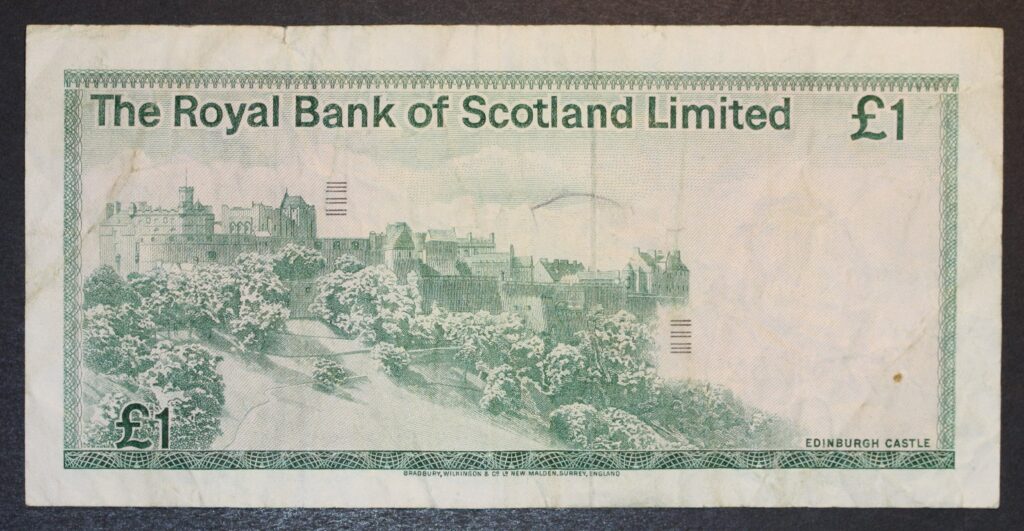 The Royal Bank of Scotland Limited £1
£1
EDINBURGH CASTLE
BRADBURY, WILKINSON & Cº Lᵈ NEW MALDEN, SURREY, ENGLAND